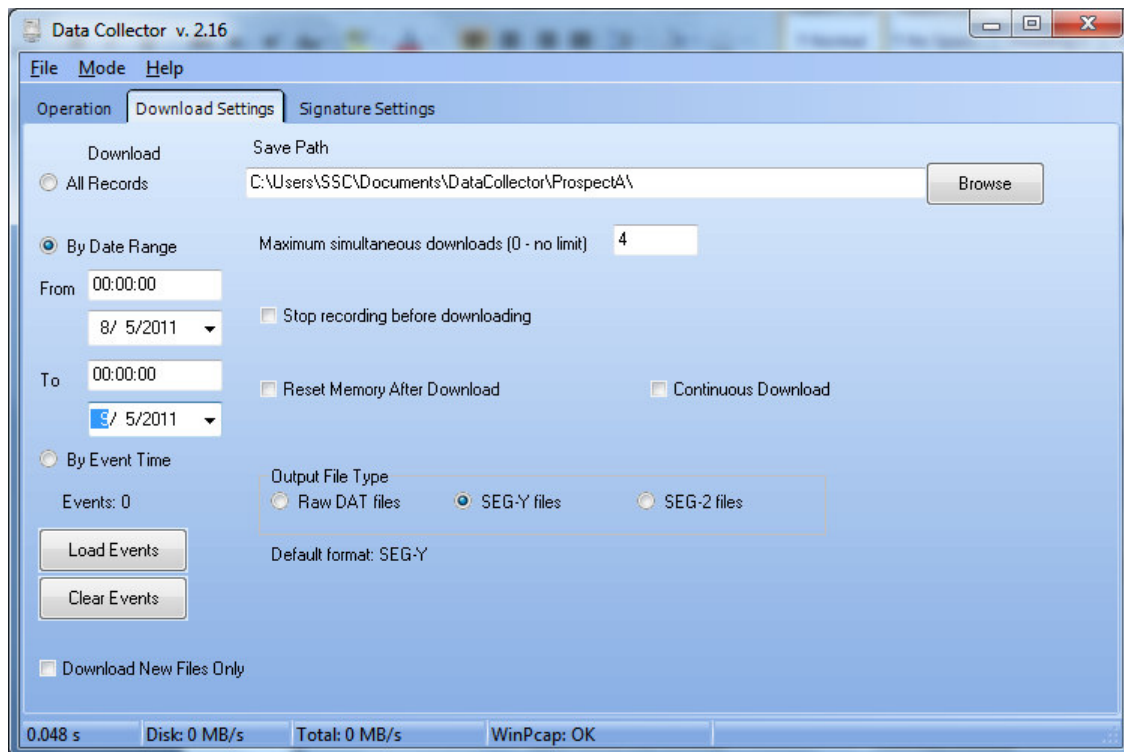 Data Collector v. 2.16
File Mode Help
Operation Download Settings Signature Settings
Download
Save Path
All Records
C:\Users\SSC\Documents\DataCollector\ProspectA\
Browse
By Date Range
Maximum simultaneous downloads (0 - no limit)
4
From
00:00:00
8/ 5/2011
Stop recording before downloading
To
00:00:00
9/ 5/2011
Reset Memory After Download
Continuous Download
By Event Time
Output File Type
Events: 0
Raw DAT files
SEG-Y files
SEG-2 files
Load Events
Default format: SEG-Y
Clear Events
Download New Files Only
0.048 s Disk: 0 MB/s Total: 0 MB/s WinPcap: OK